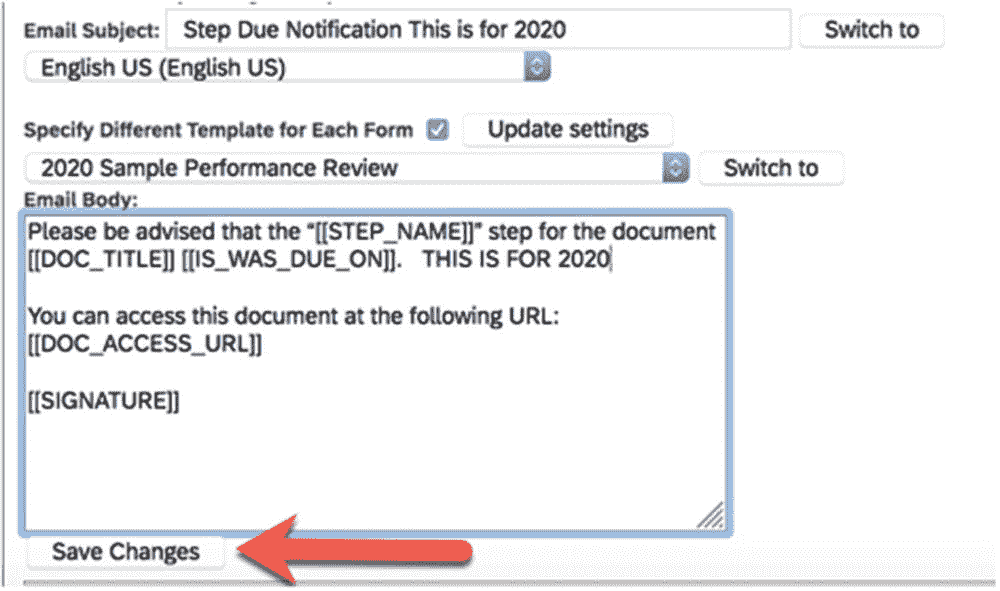 Email Subject: Step Due Notification This is for 2020 Switch to
English US (English US)
Specify Different Template for Each Form Update settings
2020 Sample Performance Review Switch to
Email Body:
Please be advised that the "[[STEP_NAME]]" step for the document
[[DOC_TITLE]] [[IS_WAS_DUE_ON]]. THIS IS FOR 2020
You can access this document at the following URL:
[[DOC_ACCESS_URL]]
[[SIGNATURE]]
Save Changes